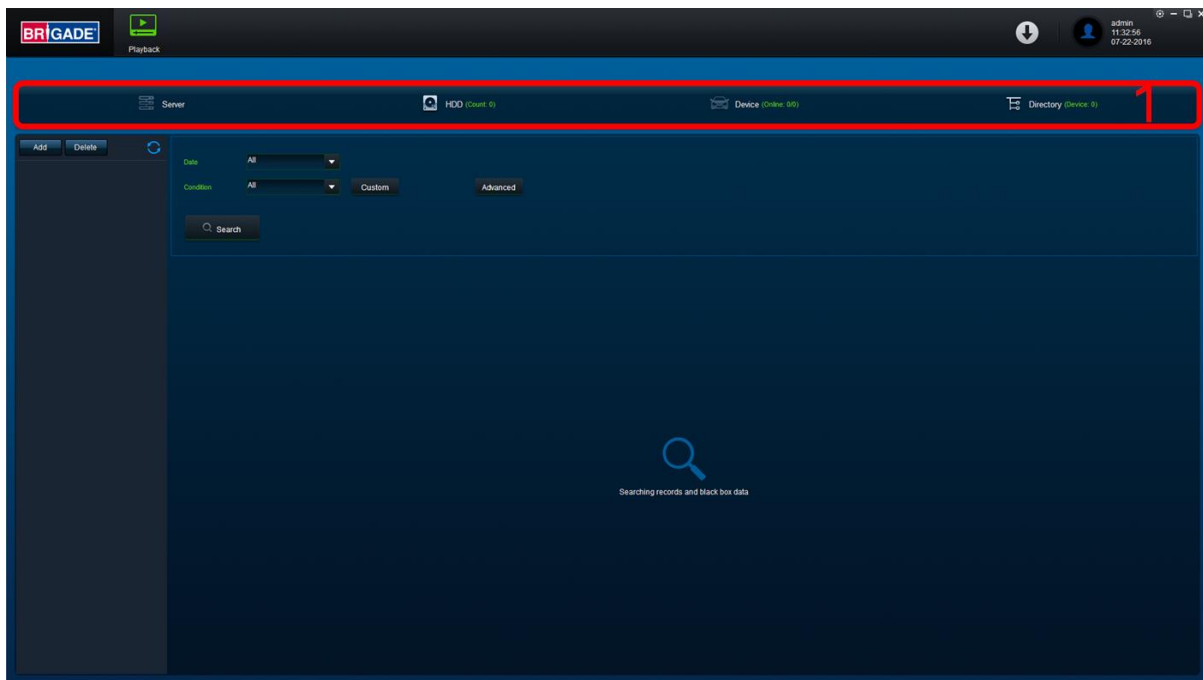 BRIGADE
Playback
admin
11:32:56
07-22-2016
Server
HDD (Count: 0)
Device (Online: 0/0)
Directory (Device: 0)
1
Add
Delete
Date
All
Condition
All
Custom
Advanced
Search
Searching records and black box data